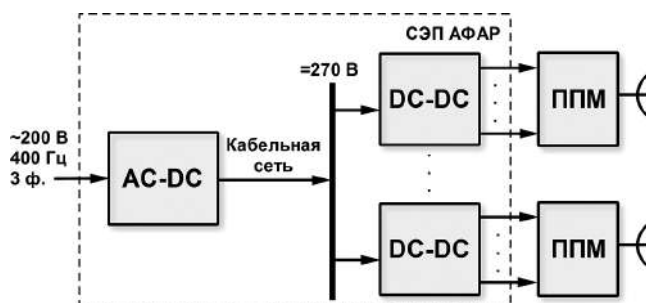 СЭП АФАР
=270 В
DC-DC
ППМ
~200 В
400 Гц
3 ф.
AC-DC
Кабельная
сеть
DC-DC
ППМ